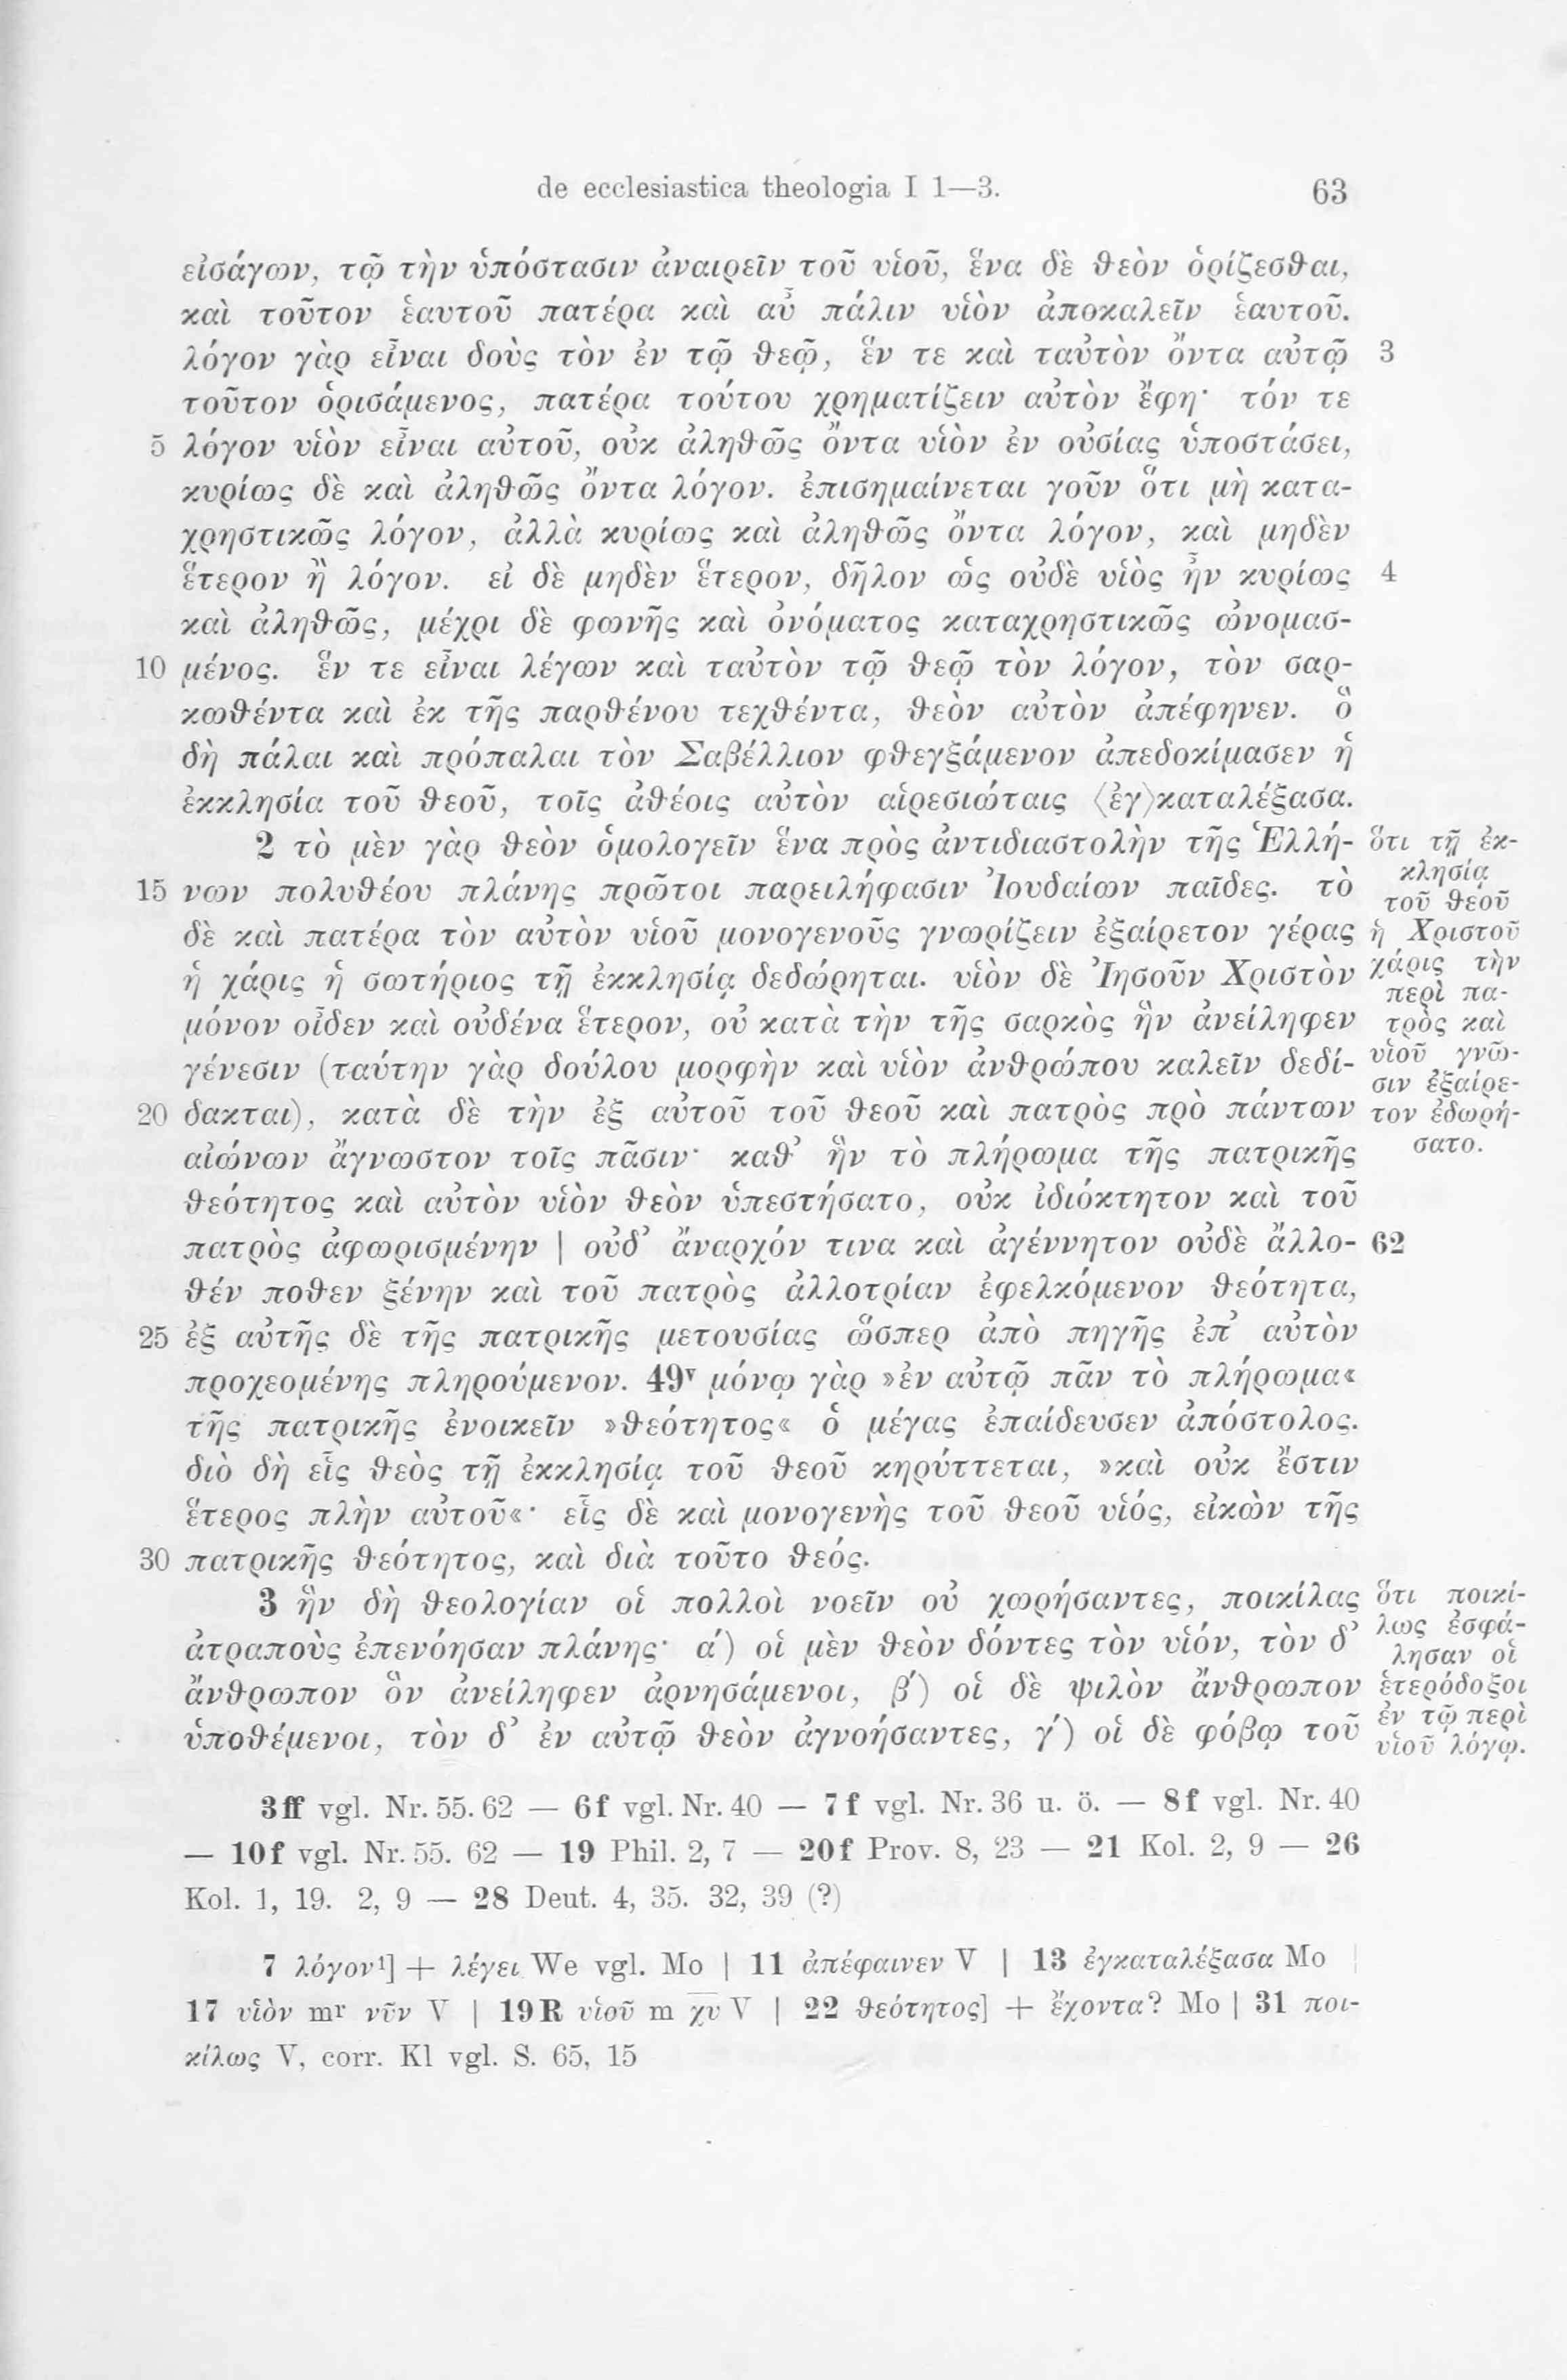 de ecclesiastica theologia I 1—3. 63
εἰσάγων, τῷ τὴν ὑπόστασιν ἀναιρεῖν τοῦ υἱοῦ, ἕνα δὲ θεὸν ὁρίζεσθαι,
καὶ τοῦτον ἑαυτοῦ πατέρα καὶ αὖ πάλιν υἱὸν ἀποκαλεῖν ἑαυτοῦ.
λόγον γὰρ εἶναι δοὺς τὸν ἐν τῷ θεῷ, ἕν τε καὶ ταὐτὸν ὄντα αὐτῷ 3
τοῦτον ὁρισάμενος, πατέρα τούτου χρηματίζειν αὐτὸν ἔφη· τόν τε
5 λόγον υἱὸν εἶναι αὐτοῦ, οὐκ ἀληθῶς ὄντα υἱὸν ἐν οὐσίας ὑποστάσει,
κυρίως δὲ καὶ ἀληθῶς ὄντα λόγον. ἐπισημαίνεται γοῦν ὅτι μὴ κατα-
χρηστικῶς λόγον, ἀλλὰ κυρίως καὶ ἀληθῶς ὄντα λόγον, καὶ μηδὲν
ἕτερον ἢ λόγον. εἰ δὲ μηδὲν ἕτερον, δῆλον ὡς οὐδὲ υἱὸς ἦν κυρίως 4
καὶ ἀληθῶς, μέχρι δὲ φωνῆς καὶ ὀνόματος καταχρηστικῶς ὠνομασ-
10 μένος. ἕν τε εἶναι λέγων καὶ ταὐτὸν τῷ θεῷ τὸν λόγον, τὸν σαρ-
κωθέντα καὶ ἐκ τῆς παρθένου τεχθέντα, θεὸν αὐτὸν ἀπέφηνεν. ὃ
δὴ πάλαι καὶ πρόπαλαι τὸν Σαβέλλιον φθεγξάμενον ἀπεδοκίμασεν ἡ
ἐκκλησία τοῦ θεοῦ, τοῖς ἀθέοις αὐτὸν αἱρεσιώταις ⟨ἐγ⟩καταλέξασα.
2 τὸ μὲν γὰρ θεὸν ὁμολογεῖν ἕνα πρὸς ἀντιδιαστολὴν τῆς Ἑλλή-
15 νων πολυθέου πλάνης πρῶτοι παρειλήφασιν Ἰουδαίων παῖδες. τὸ
δὲ καὶ πατέρα τὸν αὐτὸν υἱοῦ μονογενοῦς γνωρίζειν ἐξαίρετον γέρας
ἡ χάρις ἡ σωτήριος τῇ ἐκκλησίᾳ δεδώρηται. υἱὸν δὲ Ἰησοῦν Χριστὸν
μόνον οἶδεν καὶ οὐδένα ἕτερον, οὐ κατὰ τὴν τῆς σαρκὸς ἣν ἀνείληφεν
γένεσιν (ταύτην γὰρ δούλου μορφὴν καὶ υἱὸν ἀνθρώπου καλεῖν δεδί-
20 δακται), κατὰ δὲ τὴν ἐξ αὐτοῦ τοῦ θεοῦ καὶ πατρὸς πρὸ πάντων
αἰώνων ἄγνωστον τοῖς πᾶσιν· καθ’ ἣν τὸ πλήρωμα τῆς πατρικῆς
θεότητος καὶ αὐτὸν υἱὸν θεὸν ὑπεστήσατο, οὐκ ἰδιόκτητον καὶ τοῦ
πατρὸς ἀφωρισμένην | οὐδ’ ἄναρχόν τινα καὶ ἀγέννητον οὐδὲ ἄλλο- 62
θέν ποθεν ξένην καὶ τοῦ πατρὸς ἀλλοτρίαν ἐφελκόμενον θεότητα,
25 ἐξ αὐτῆς δὲ τῆς πατρικῆς μετουσίας ὥσπερ ἀπὸ πηγῆς ἐπ’ αὐτὸν
προχεομένης πληρούμενον. 49ᵛ μόνῳ γὰρ »ἐν αὐτῷ πᾶν τὸ πλήρωμα«
τῆς πατρικῆς ἐνοικεῖν »θεότητος« ὁ μέγας ἐπαίδευσεν ἀπόστολος.
διὸ δὴ εἷς θεὸς τῇ ἐκκλησίᾳ τοῦ θεοῦ κηρύττεται, »καὶ οὐκ ἔστιν
ἕτερος πλὴν αὐτοῦ«· εἷς δὲ καὶ μονογενὴς τοῦ θεοῦ υἱός, εἰκὼν τῆς
30 πατρικῆς θεότητος, καὶ διὰ τοῦτο θεός.
3 ἣν δὴ θεολογίαν οἱ πολλοὶ νοεῖν οὐ χωρήσαντες, ποικίλας
ἀτραποὺς ἐπενόησαν πλάνης· α´) οἱ μὲν θεὸν δόντες τὸν υἱόν, τὸν δ’
ἄνθρωπον ὃν ἀνείληφεν ἀρνησάμενοι, β´) οἱ δὲ ψιλὸν ἄνθρωπον
ὑποθέμενοι, τὸν δ’ ἐν αὐτῷ θεὸν ἀγνοήσαντες, γ´) οἱ δὲ φόβῳ τοῦ
ὅτι τῇ ἐκ-
κλησίᾳ
τοῦ θεοῦ
ἡ Χριστοῦ
χάρις τὴν
περὶ πα-
τρὸς καὶ
υἱοῦ γνῶ-
σιν ἐξαίρε-
τον ἐδωρή-
σατο.
ὅτι ποικί-
λως ἐσφά-
λησαν οἱ
ἑτερόδοξοι
ἐν τῷ περὶ
υἱοῦ λόγῳ.
3ff vgl. Nr. 55. 62 — 6f vgl. Nr. 40 — 7f vgl. Nr. 36 u. ö. — 8f vgl. Nr. 40
— 10f vgl. Nr. 55. 62 — 19 Phil. 2, 7 — 20f Prov. 8, 23 — 21 Kol. 2, 9 — 26
Kol. 1, 19. 2, 9 — 28 Deut. 4, 35. 32, 39 (?)
7 λόγον¹] + λέγει We vgl. Mo | 11 ἀπέφαινεν V | 13 ἐγκαταλέξασα Mo |
17 υἱὸν mʳ νῦν V | 19 R υἱοῦ m χ̅υ̅ V | 22 θεότητος] + ἔχοντα? Mo | 31 ποι-
κίλως V, corr. Kl vgl. S. 65, 15